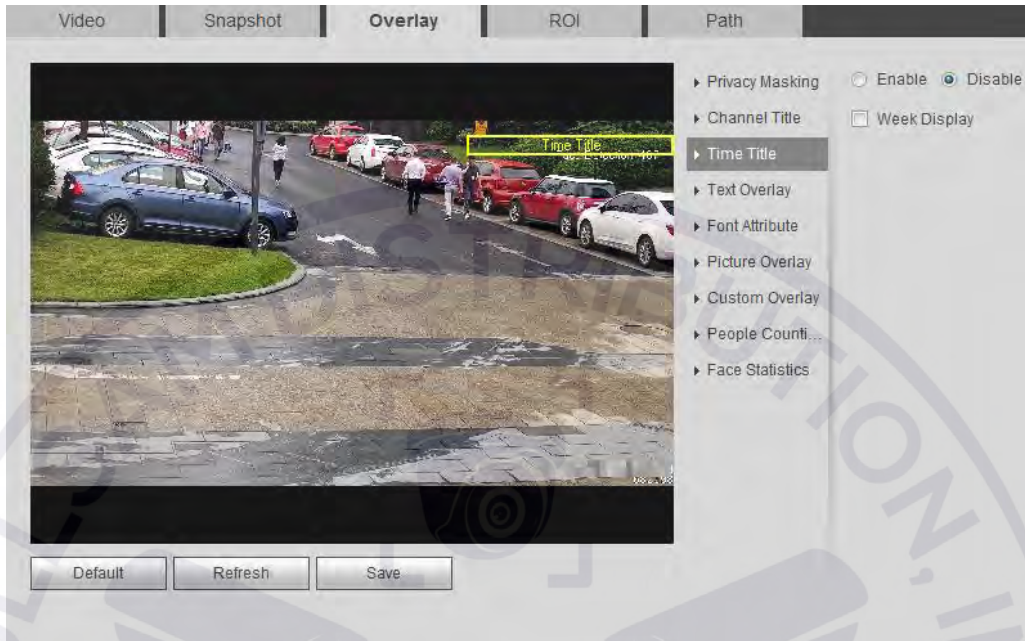 Video Snapshot Overlay ROI Path
Privacy Masking Enable Disable
Channel Title Week Display
Time Title
Time Title
Text Overlay
Font Attribute
Picture Overlay
Custom Overlay
People Counti...
Face Statistics
Default Refresh Save